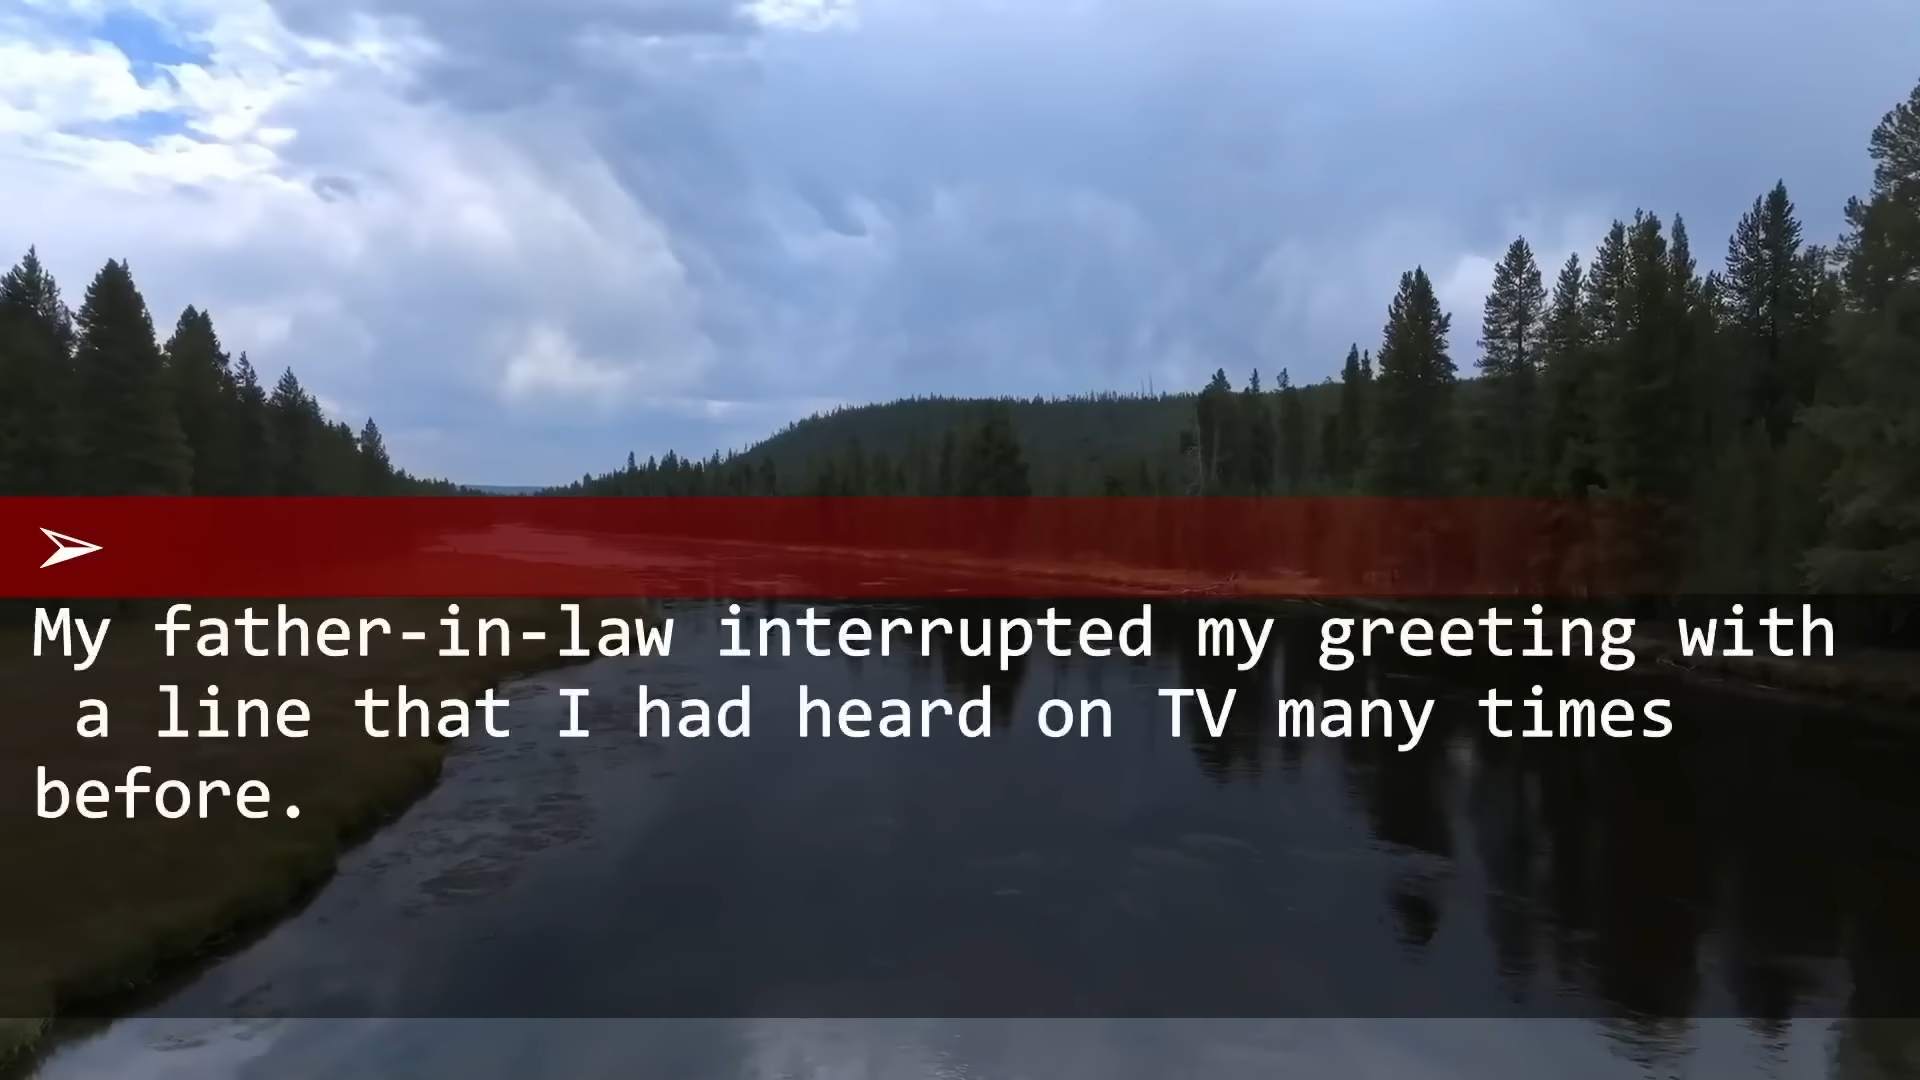 My father-in-law interrupted my greeting with
a line that I had heard on TV many times
before.